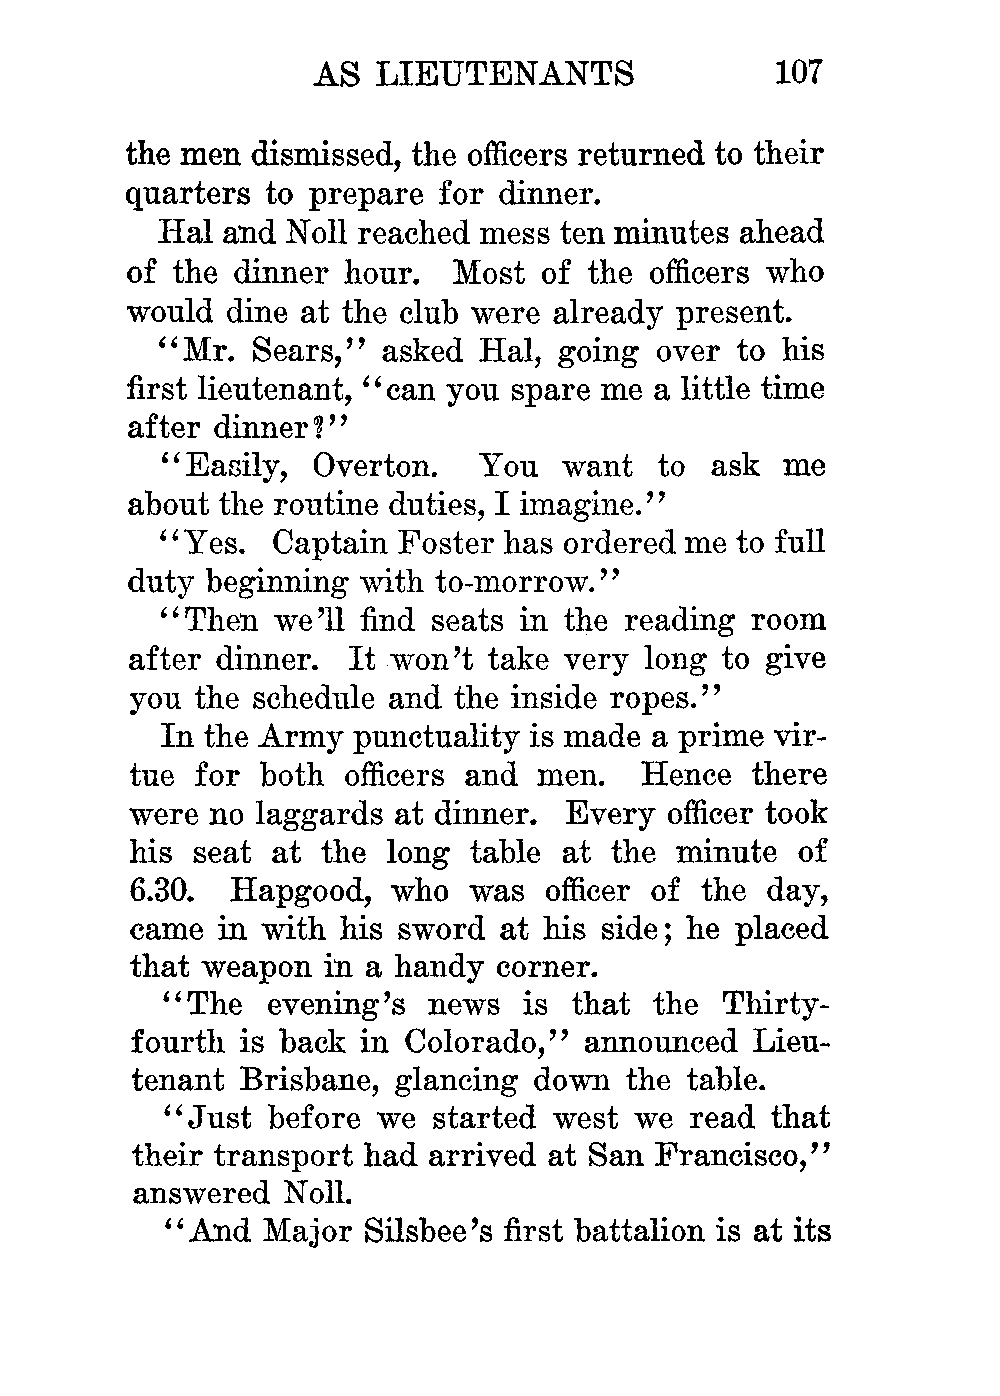 AS LIEUTENANTS 107
the men dismissed, the officers returned to their
quarters to prepare for dinner.
Hal and Noll reached mess ten minutes ahead
of the dinner hour. Most of the officers who
would dine at the club were already present.
“Mr. Sears,” asked Hal, going over to his
first lieutenant, “can you spare me a little time
after dinner?”
“Easily, Overton. You want to ask me
about the routine duties, I imagine.”
“Yes. Captain Foster has ordered me to full
duty beginning with to-morrow.”
“Then we’ll find seats in the reading room
after dinner. It won’t take very long to give
you the schedule and the inside ropes.”
In the Army punctuality is made a prime vir-
tue for both officers and men. Hence there
were no laggards at dinner. Every officer took
his seat at the long table at the minute of
6.30. Hapgood, who was officer of the day,
came in with his sword at his side; he placed
that weapon in a handy corner.
“The evening’s news is that the Thirty-
fourth is back in Colorado,” announced Lieu-
tenant Brisbane, glancing down the table.
“Just before we started west we read that
their transport had arrived at San Francisco,”
answered Noll.
“And Major Silsbee’s first battalion is at its